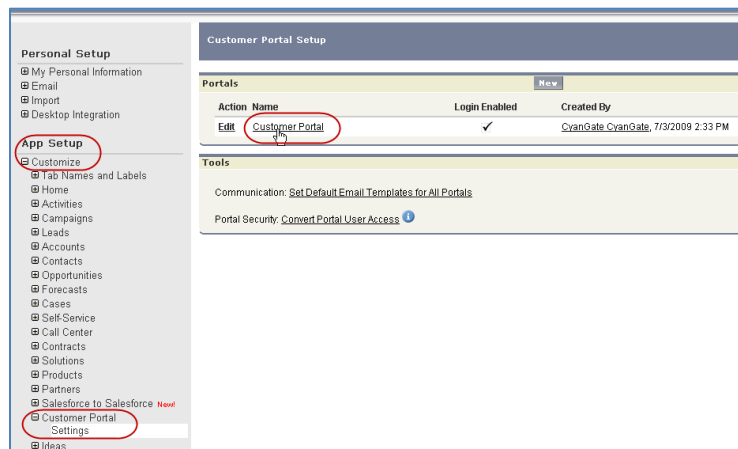 Personal Setup
My Personal Information
Email
Import
Desktop Integration
App Setup
Customize
Tab Names and Labels
Home
Activities
Campaigns
Leads
Accounts
Contacts
Opportunities
Forecasts
Cases
Self-Service
Call Center
Contracts
Solutions
Products
Partners
Salesforce to Salesforce New!
Customer Portal
Settings
Ideas
Customer Portal Setup
Portals New
Action Name Login Enabled Created By
Edit Customer Portal ✓ CyanGate CyanGate, 7/3/2009 2:33 PM
Tools
Communication: Set Default Email Templates for All Portals
Portal Security: Convert Portal User Access i